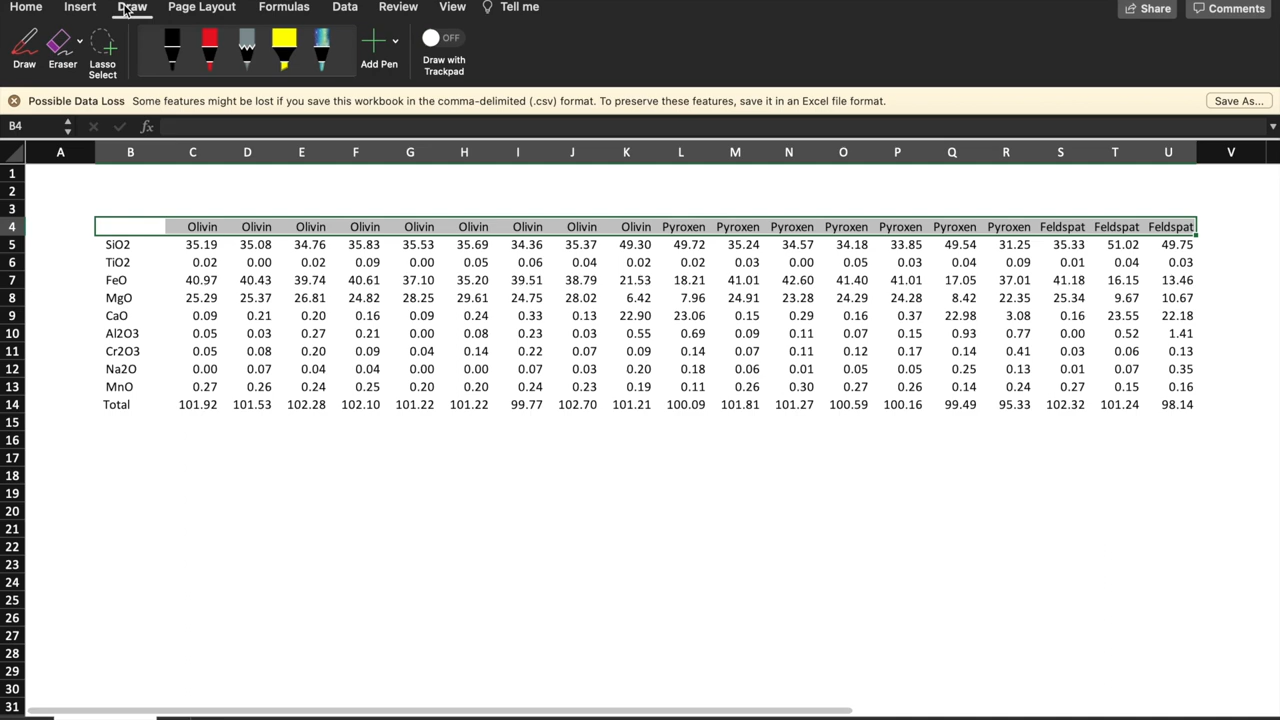 Home Insert Draw Page Layout Formulas Data Review View Tell me Share Comments
OFF
Draw Eraser Lasso Select Add Pen Draw with Trackpad
Possible Data Loss Some features might be lost if you save this workbook in the comma-delimited (.csv) format. To preserve these features, save it in an Excel file format. Save As...
B4 fx
A B C D E F G H I J K L M N O P Q R S T U V
1
2
3
4 Olivin Olivin Olivin Olivin Olivin Olivin Olivin Olivin Olivin Pyroxen Pyroxen Pyroxen Pyroxen Pyroxen Pyroxen Pyroxen Feldspat Feldspat Feldspat
5 SiO2 35.19 35.08 34.76 35.83 35.53 35.69 34.36 35.37 49.30 49.72 35.24 34.57 34.18 33.85 49.54 31.25 35.33 51.02 49.75
6 TiO2 0.02 0.00 0.02 0.09 0.00 0.05 0.06 0.04 0.02 0.02 0.03 0.00 0.05 0.03 0.04 0.09 0.01 0.04 0.03
7 FeO 40.97 40.43 39.74 40.61 37.10 35.20 39.51 38.79 21.53 18.21 41.01 42.60 41.40 41.01 17.05 37.01 41.18 16.15 13.46
8 MgO 25.29 25.37 26.81 24.82 28.25 29.61 24.75 28.02 6.42 7.96 24.91 23.28 24.29 24.28 8.42 22.35 25.34 9.67 10.67
9 CaO 0.09 0.21 0.20 0.16 0.09 0.24 0.33 0.13 22.90 23.06 0.15 0.29 0.16 0.37 22.98 3.08 0.16 23.55 22.18
10 Al2O3 0.05 0.03 0.27 0.21 0.00 0.08 0.23 0.03 0.55 0.69 0.09 0.11 0.07 0.15 0.93 0.77 0.00 0.52 1.41
11 Cr2O3 0.05 0.08 0.20 0.09 0.04 0.14 0.22 0.07 0.09 0.14 0.07 0.11 0.12 0.17 0.14 0.41 0.03 0.06 0.13
12 Na2O 0.00 0.07 0.04 0.04 0.00 0.00 0.07 0.03 0.20 0.18 0.06 0.01 0.05 0.05 0.25 0.13 0.01 0.07 0.35
13 MnO 0.27 0.26 0.24 0.25 0.20 0.20 0.24 0.23 0.19 0.11 0.26 0.30 0.27 0.26 0.14 0.24 0.27 0.15 0.16
14 Total 101.92 101.53 102.28 102.10 101.22 101.22 99.77 102.70 101.21 100.09 101.81 101.27 100.59 100.16 99.49 95.33 102.32 101.24 98.14
15
16
17
18
19
20
21
22
23
24
25
26
27
28
29
30
31